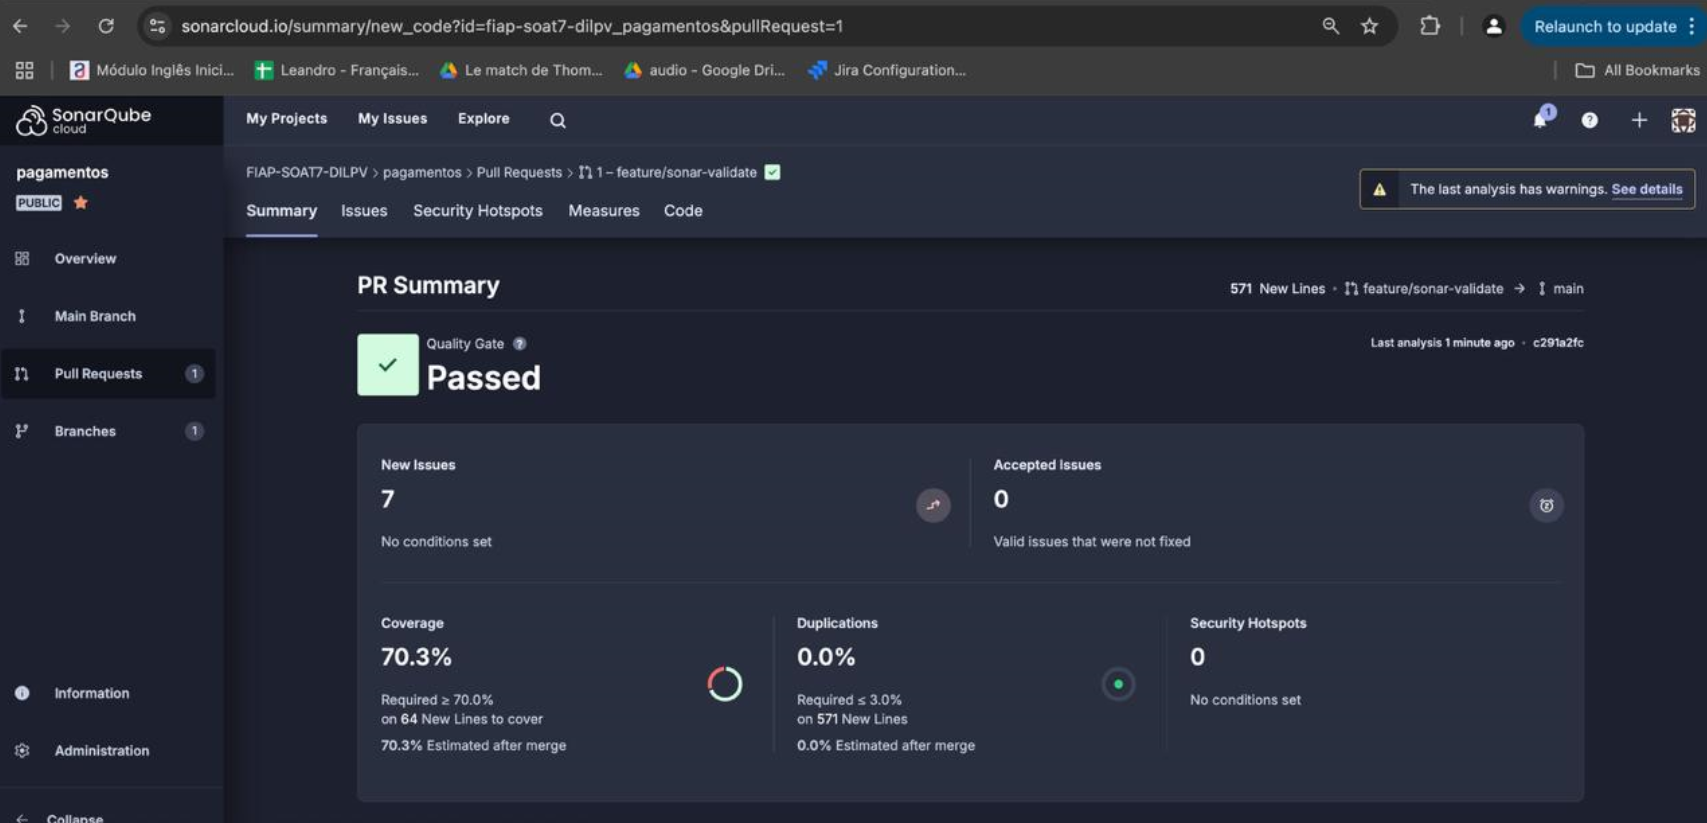 sonarcloud.io/summary/new_code?id=fiap-soat7-dilpv_pagamentos&pullRequest=1
Relaunch to update
Módulo Inglês Inici...
Leandro - Français...
Le match de Thom...
audio - Google Dri...
Jira Configuration...
All Bookmarks
SonarQube
cloud
My Projects
My Issues
Explore
1
pagamentos
PUBLIC
FIAP-SOAT7-DILPV > pagamentos > Pull Requests > 1 – feature/sonar-validate
The last analysis has warnings. See details
Summary
Issues
Security Hotspots
Measures
Code
Overview
Main Branch
Pull Requests 1
Branches 1
Information
Administration
Collapse
PR Summary
571 New Lines • feature/sonar-validate → main
Quality Gate ?
Passed
Last analysis 1 minute ago • c291a2fc
New Issues
7
No conditions set
Accepted Issues
0
Valid issues that were not fixed
Coverage
70.3%
Required ≥ 70.0%
on 64 New Lines to cover
70.3% Estimated after merge
Duplications
0.0%
Required ≤ 3.0%
on 571 New Lines
0.0% Estimated after merge
Security Hotspots
0
No conditions set